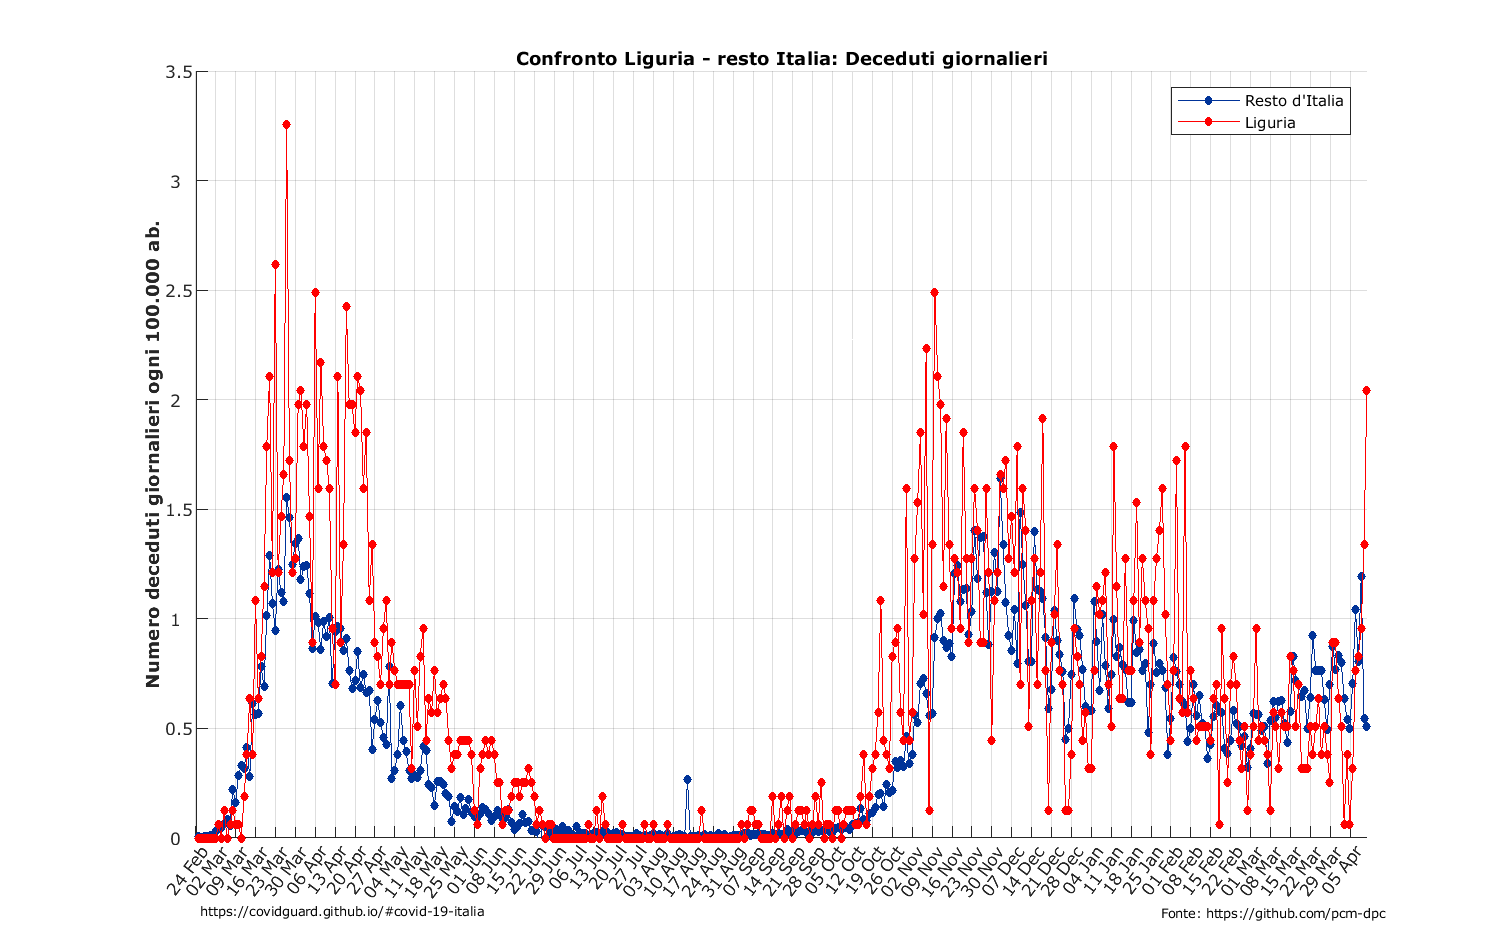 Confronto Liguria - resto Italia: Deceduti giornalieri
Resto d'Italia
Liguria
Numero deceduti giornalieri ogni 100.000 ab.
3.5
3
2.5
2
1.5
1
0.5
0
24 Feb
02 Mar
09 Mar
16 Mar
23 Mar
30 Mar
06 Apr
13 Apr
20 Apr
27 Apr
04 May
11 May
18 May
25 May
01 Jun
08 Jun
15 Jun
22 Jun
29 Jun
06 Jul
13 Jul
20 Jul
27 Jul
03 Aug
10 Aug
17 Aug
24 Aug
31 Aug
07 Sep
14 Sep
21 Sep
28 Sep
05 Oct
12 Oct
19 Oct
26 Oct
02 Nov
09 Nov
16 Nov
23 Nov
30 Nov
07 Dec
14 Dec
21 Dec
28 Dec
04 Jan
11 Jan
18 Jan
25 Jan
01 Feb
08 Feb
15 Feb
22 Feb
01 Mar
08 Mar
15 Mar
22 Mar
29 Mar
05 Apr
https://covidguard.github.io/#covid-19-italia
Fonte: https://github.com/pcm-dpc